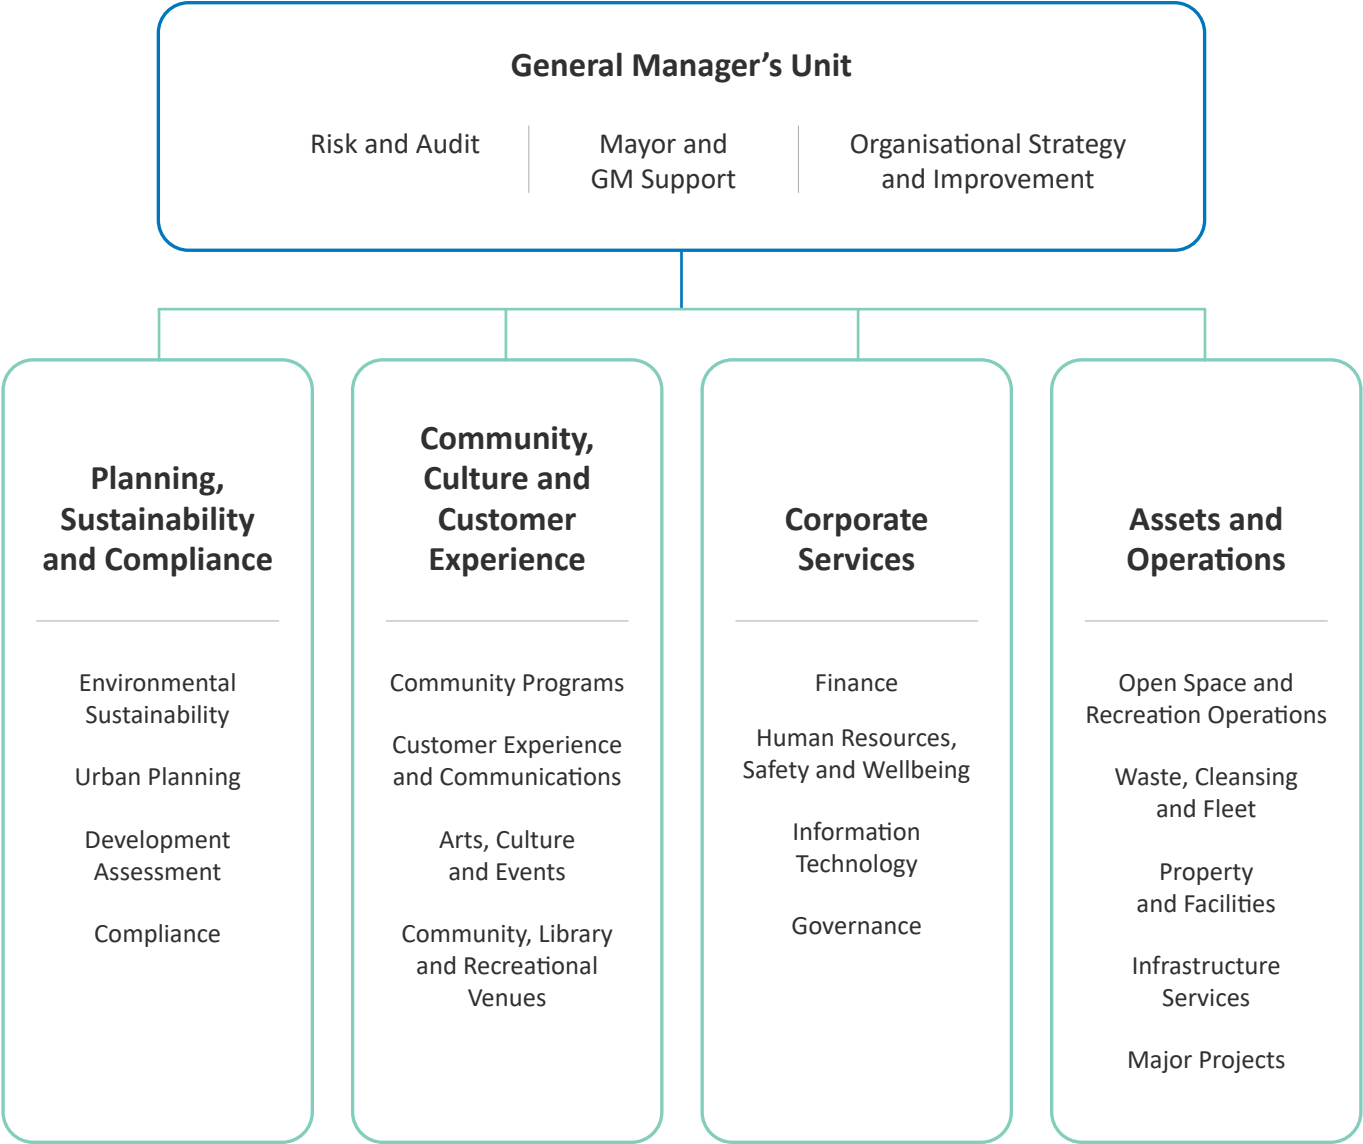 General Manager’s Unit
Risk and Audit
Mayor and
GM Support
Organisational Strategy
and Improvement
Planning,
Sustainability
and Compliance
Environmental
Sustainability
Urban Planning
Development
Assessment
Compliance
Community,
Culture and
Customer
Experience
Community Programs
Customer Experience
and Communications
Arts, Culture
and Events
Community, Library
and Recreational
Venues
Corporate
Services
Finance
Human Resources,
Safety and Wellbeing
Information
Technology
Governance
Assets and
Operations
Open Space and
Recreation Operations
Waste, Cleansing
and Fleet
Property
and Facilities
Infrastructure
Services
Major Projects